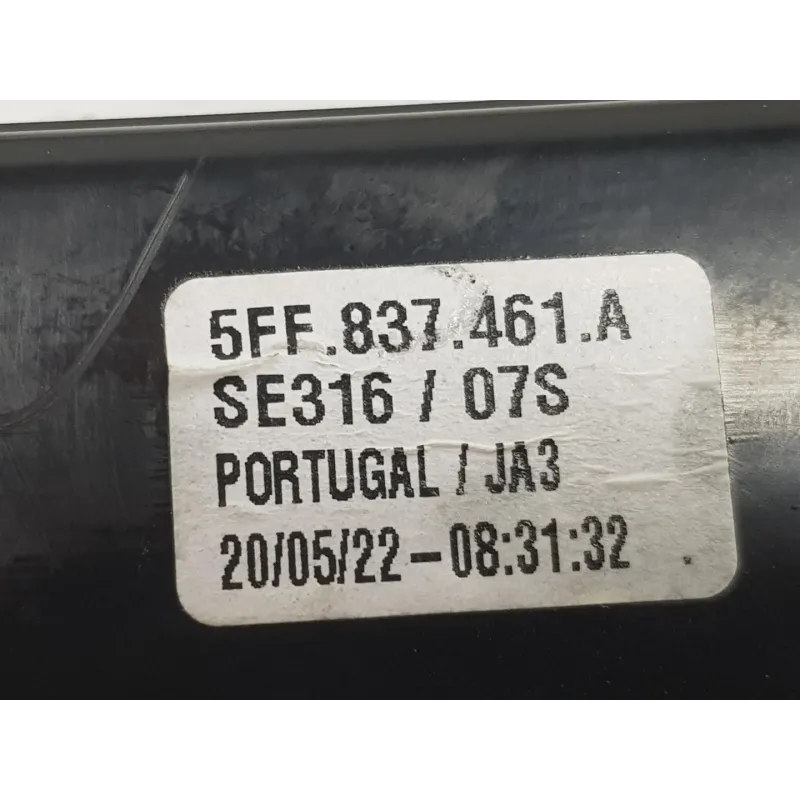 5FF.837.461.A
SE316 / 07S
PORTUGAL / JA3
20/05/22-08:31:32